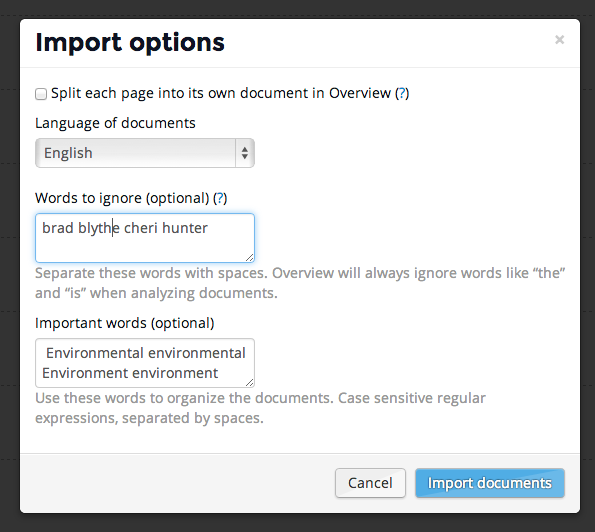 Import options ×
Split each page into its own document in Overview (?)
Language of documents
English
Words to ignore (optional) (?)
brad blythe cheri hunter
Separate these words with spaces. Overview will always ignore words like “the”
and “is” when analyzing documents.
Important words (optional)
Environmental environmental
Environment environment
Use these words to organize the documents. Case sensitive regular
expressions, separated by spaces.
Cancel Import documents